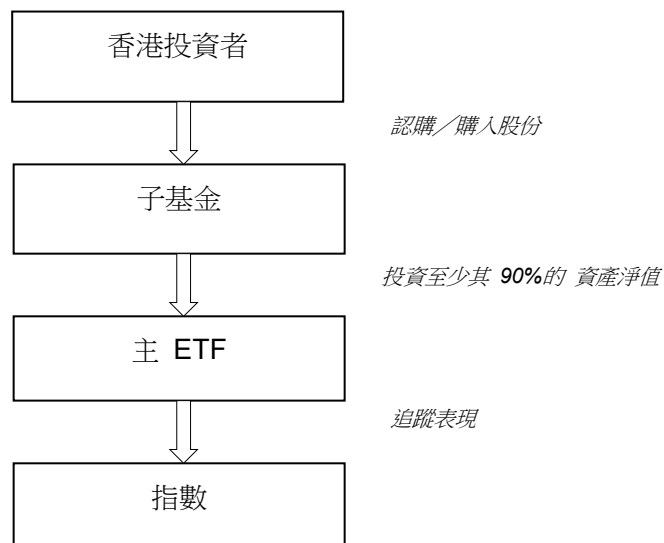 香港投資者
認購／購入股份
子基金
投資至少其 90%的 資產淨值
主 ETF
追蹤表現
指數